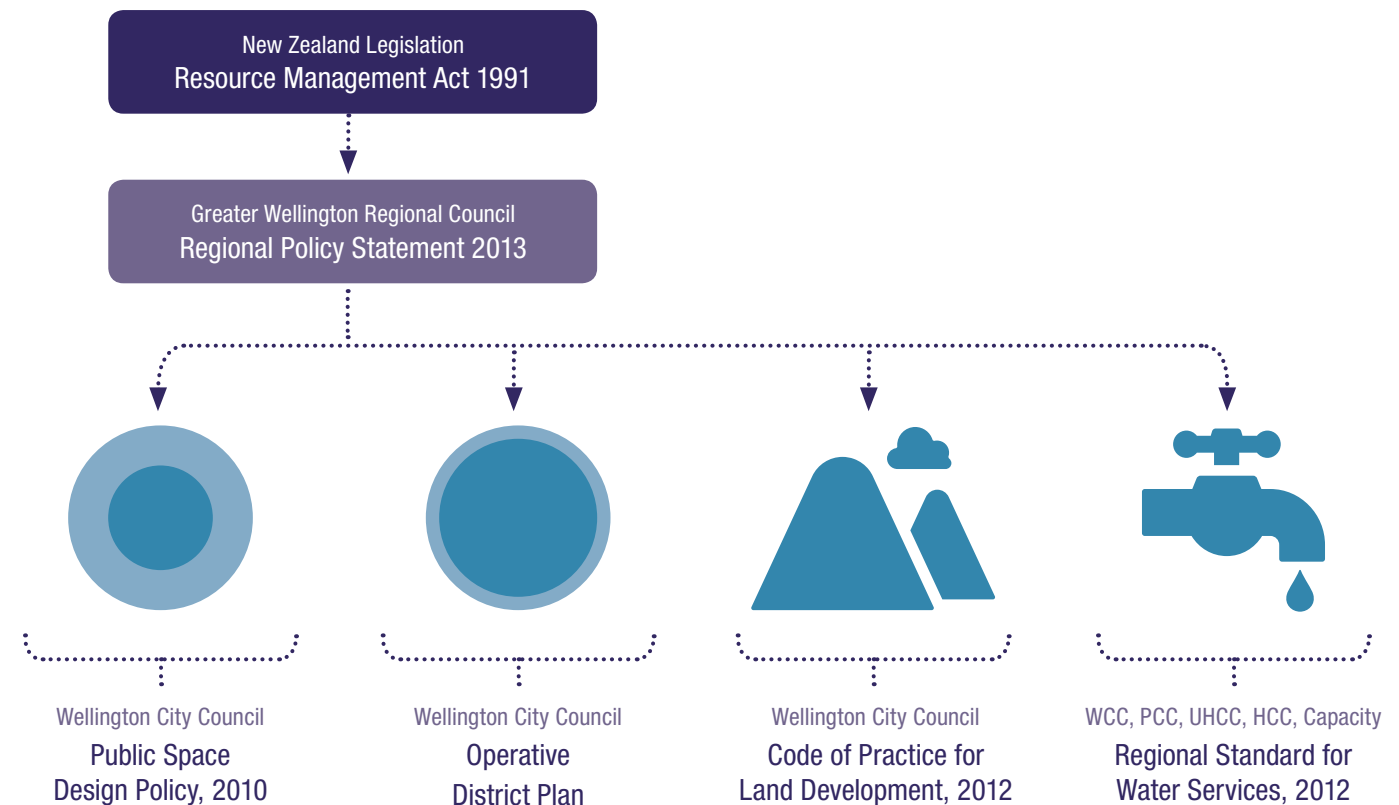 New Zealand Legislation
Resource Management Act 1991
Greater Wellington Regional Council
Regional Policy Statement 2013
Wellington City Council
Public Space
Design Policy, 2010
Wellington City Council
Operative
District Plan
Wellington City Council
Code of Practice for
Land Development, 2012
WCC, PCC, UHCC, HCC, Capacity
Regional Standard for
Water Services, 2012